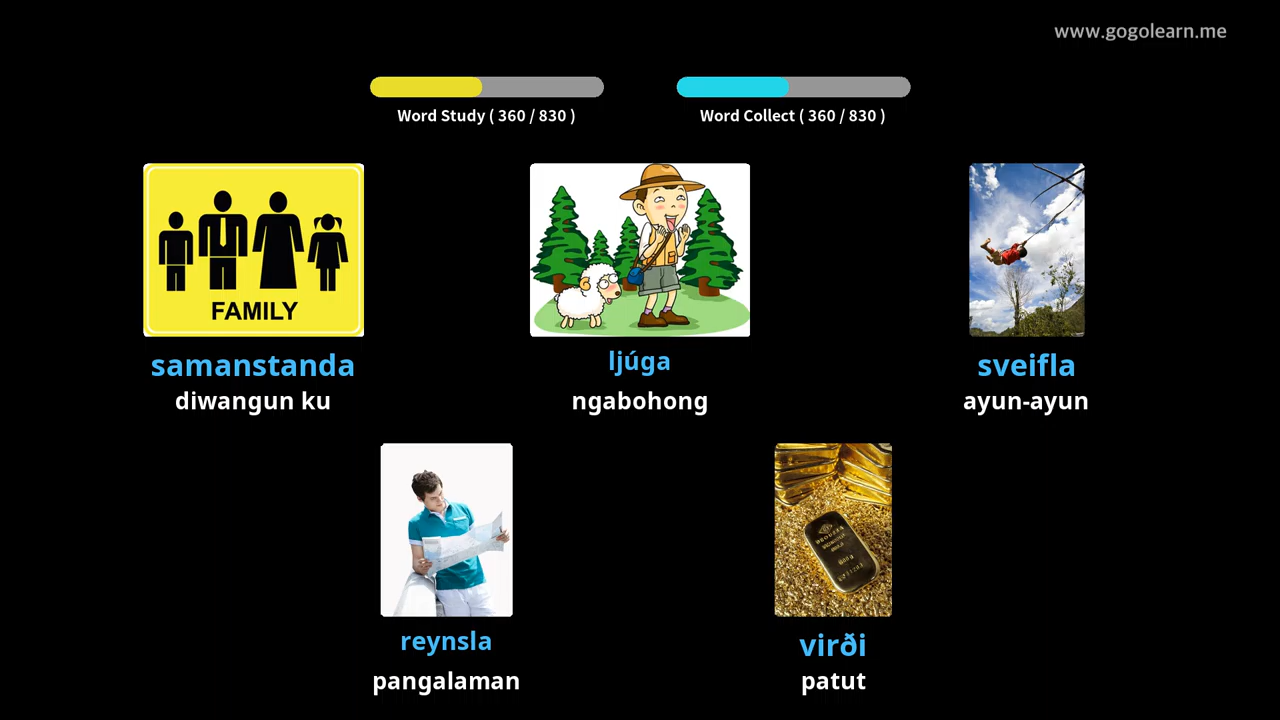 www.gogolearn.me
Word Study ( 360 / 830 )
Word Collect ( 360 / 830 )
FAMILY
samanstanda
diwangun ku
ljúga
ngabohong
sveifla
ayun-ayun
reynsla
pangalaman
virði
patut